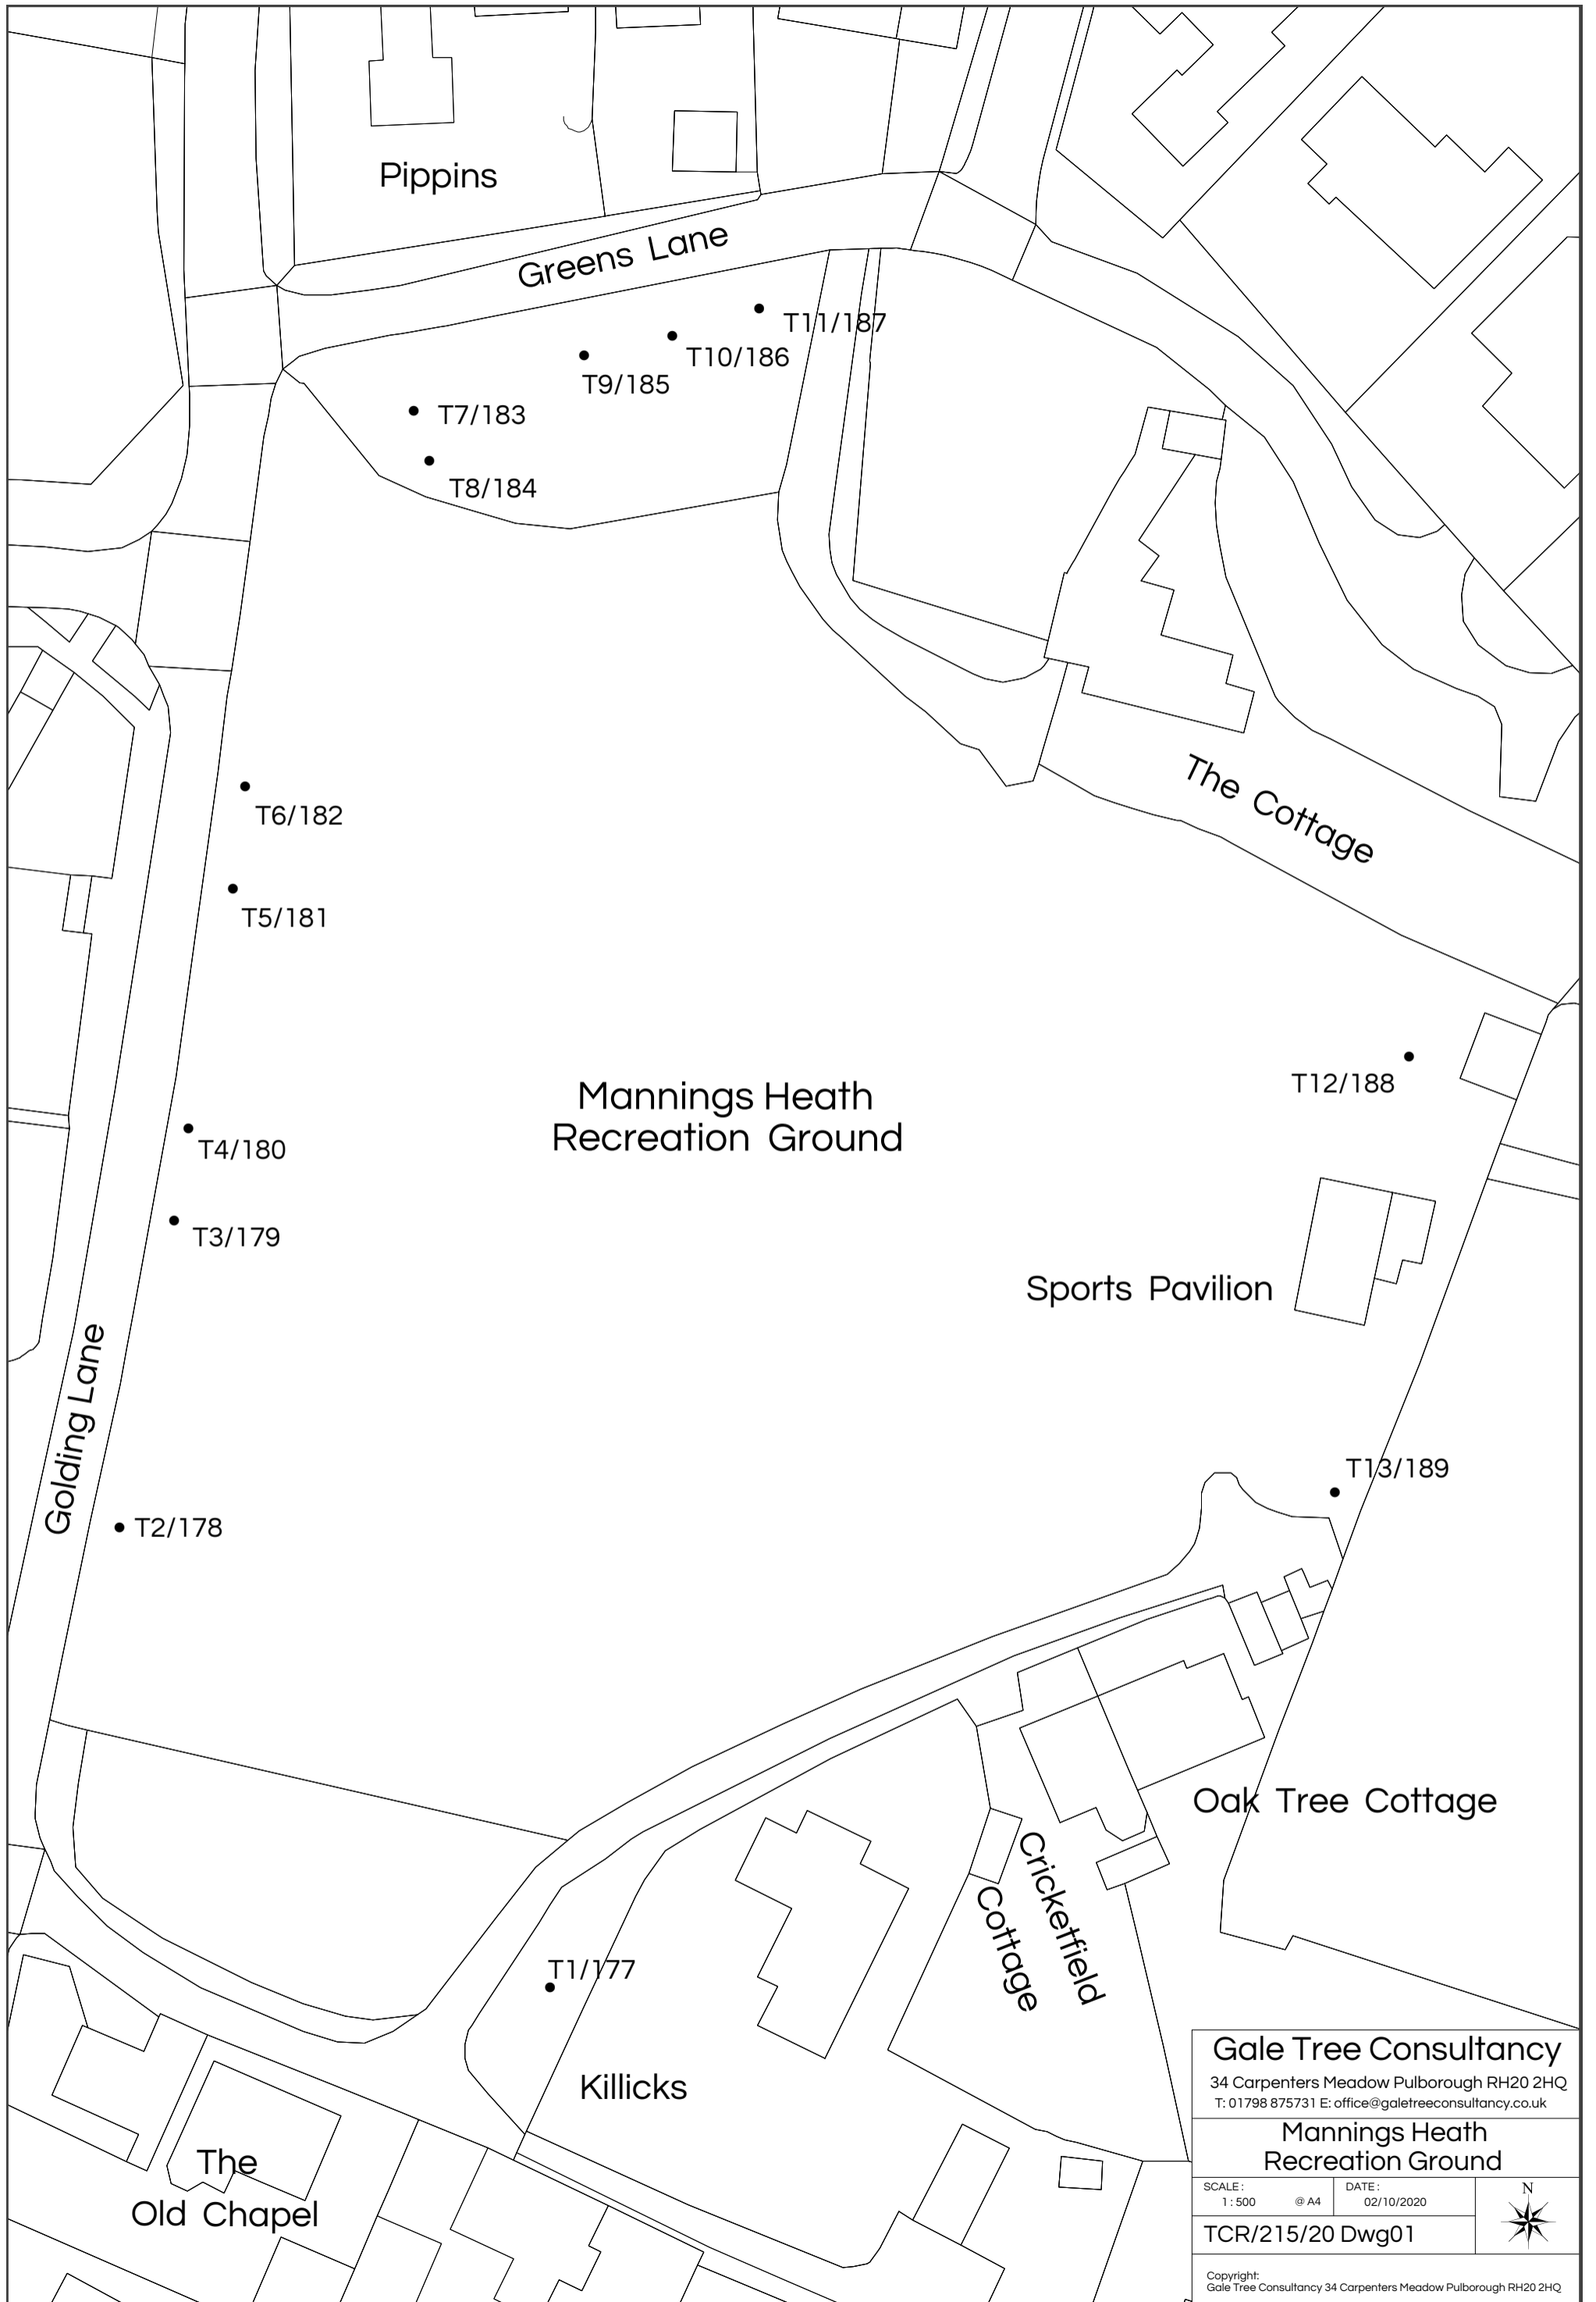 Pippins
Greens Lane
T11/187
T10/186
T9/185
T7/183
T8/184
The Cottage
T6/182
T5/181
Mannings Heath
Recreation Ground
T12/188
T4/180
T3/179
Sports Pavilion
Golding Lane
T13/189
T2/178
Oak Tree Cottage
Cricketfield
Cottage
T1/177
Killicks
The
Old Chapel
Gale Tree Consultancy
34 Carpenters Meadow Pulborough RH20 2HQ
T: 01798 875731 E: office@galetreeconsultancy.co.uk
Mannings Heath
Recreation Ground
SCALE :
1 : 500 @ A4
DATE :
02/10/2020
N
TCR/215/20 Dwg01
Copyright:
Gale Tree Consultancy 34 Carpenters Meadow Pulborough RH20 2HQ